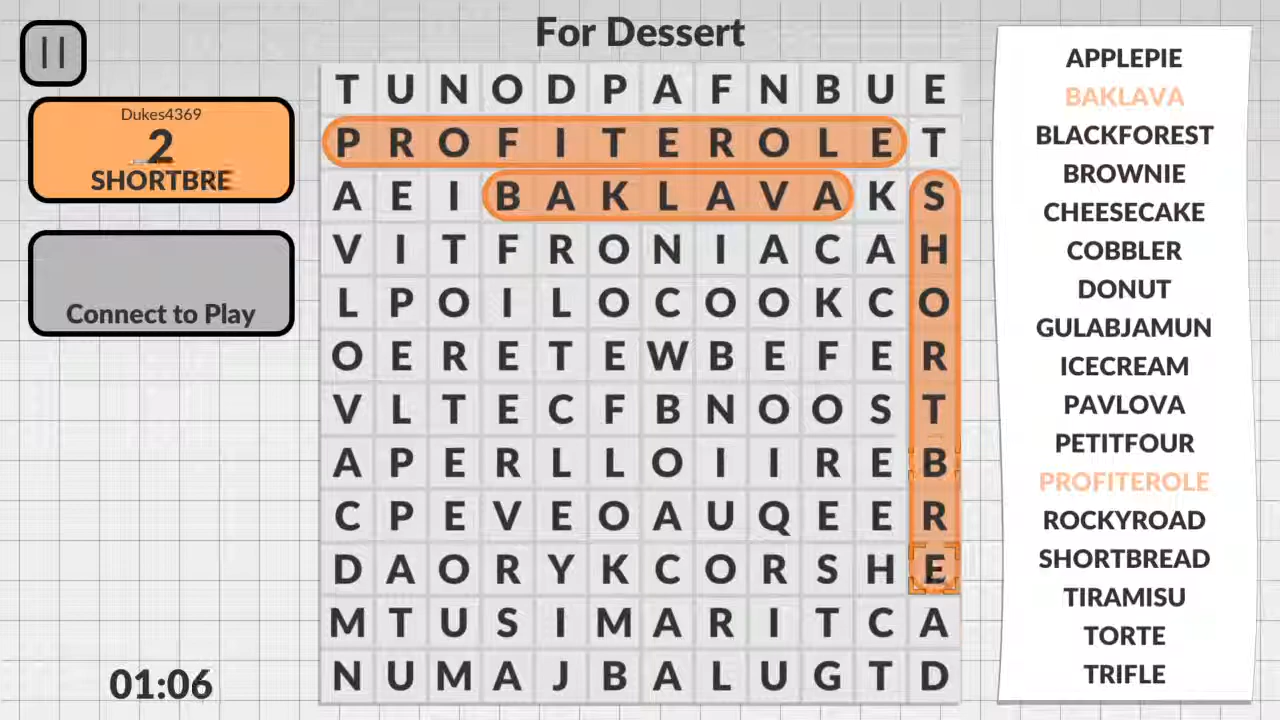 For Dessert
Dukes4369
2
SHORTBRE
Connect to Play
01:06
T U N O D P A F N B U E
P R O F I T E R O L E T
A E I B A K L A V A K S
V I T F R O N I A C A H
L P O I L O C O O K C O
O E R E T E W B E F E R
V L T E C F B N O O S T
A P E R L L O I I R E B
C P E V E O A U Q E E R
D A O R Y K C O R S H E
M T U S I M A R I T C A
N U M A J B A L U G T D
APPLEPIE
BAKLAVA
BLACKFOREST
BROWNIE
CHEESECAKE
COBBLER
DONUT
GULABJAMUN
ICECREAM
PAVLOVA
PETITFOUR
PROFITEROLE
ROCKYROAD
SHORTBREAD
TIRAMISU
TORTE
TRIFLE